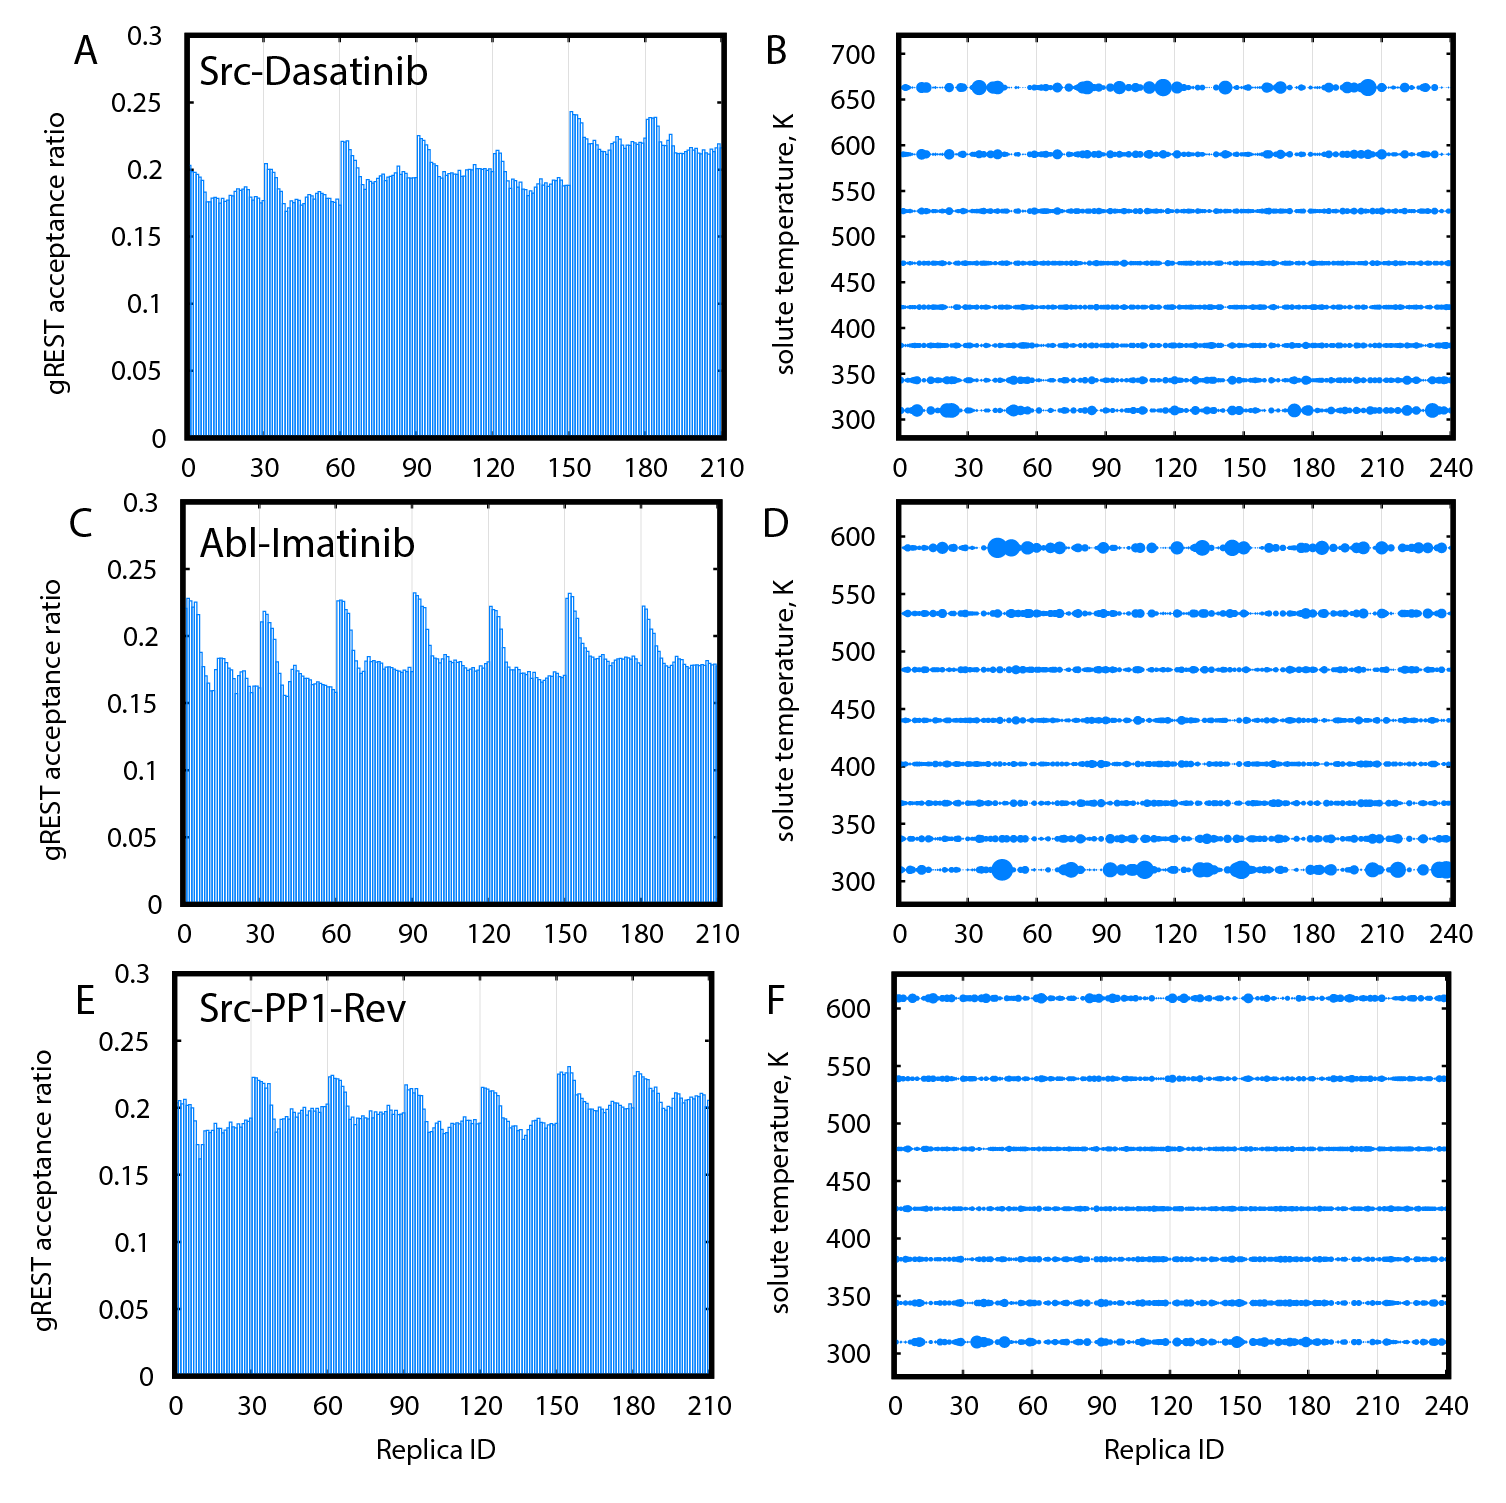 A
Src-Dasatinib
gREST acceptance ratio
0.3
0.25
0.2
0.15
0.1
0.05
0
0 30 60 90 120 150 180 210
B
solute temperature, K
700
650
600
550
500
450
400
350
300
0 30 60 90 120 150 180 210 240
C
Abl-Imatinib
gREST acceptance ratio
0.3
0.25
0.2
0.15
0.1
0.05
0
0 30 60 90 120 150 180 210
D
solute temperature, K
600
550
500
450
400
350
300
0 30 60 90 120 150 180 210 240
E
Src-PP1-Rev
gREST acceptance ratio
0.3
0.25
0.2
0.15
0.1
0.05
0
0 30 60 90 120 150 180 210
Replica ID
F
solute temperature, K
600
550
500
450
400
350
300
0 30 60 90 120 150 180 210 240
Replica ID